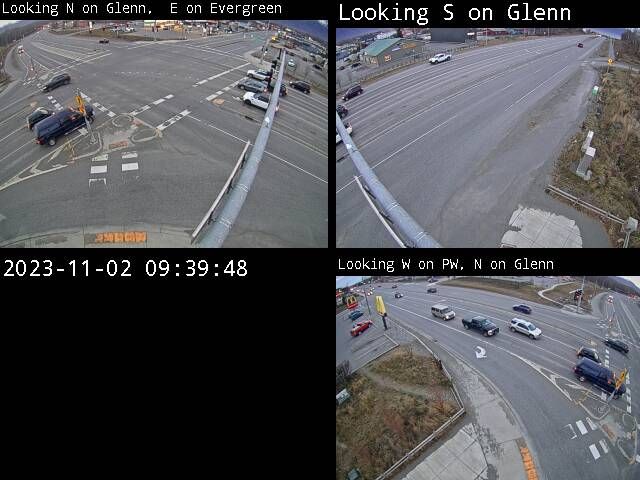 Looking N on Glenn,  E on Evergreen
Looking S on Glenn
2023-11-02 09:39:48
Looking W on PW, N on Glenn